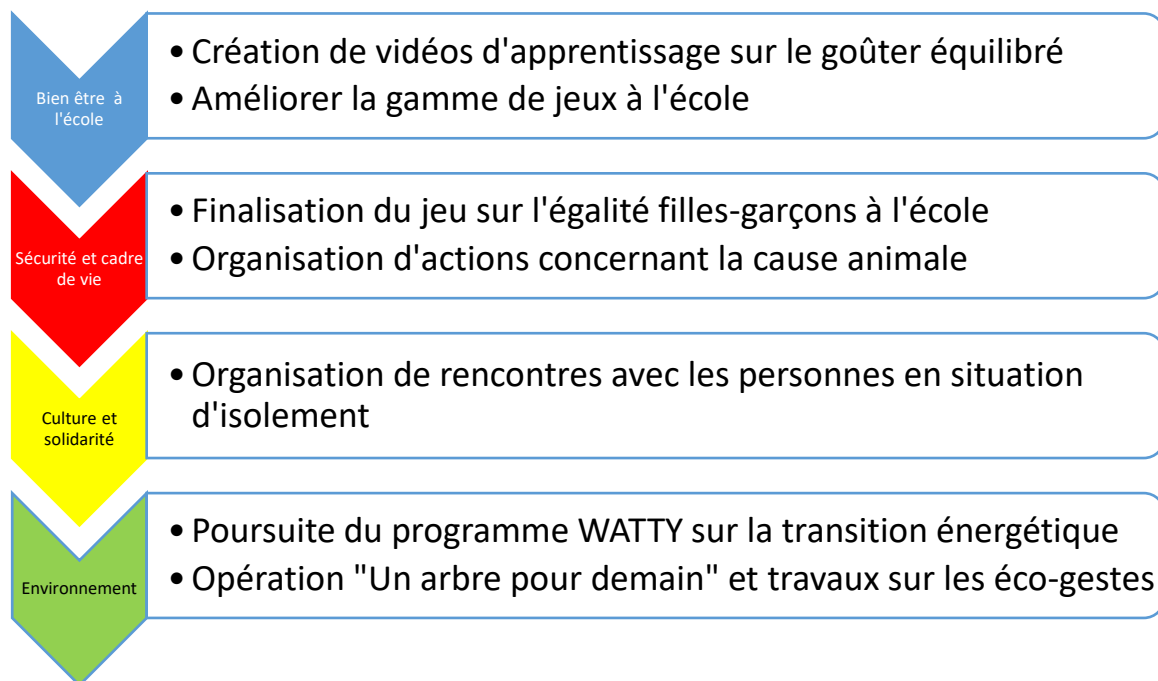 Bien être à
l'école
• Création de vidéos d'apprentissage sur le goûter équilibré
• Améliorer la gamme de jeux à l'école
Sécurité et cadre
de vie
• Finalisation du jeu sur l'égalité filles-garçons à l'école
• Organisation d'actions concernant la cause animale
Culture et
solidarité
• Organisation de rencontres avec les personnes en situation
d'isolement
Environnement
• Poursuite du programme WATTY sur la transition énergétique
• Opération "Un arbre pour demain" et travaux sur les éco-gestes